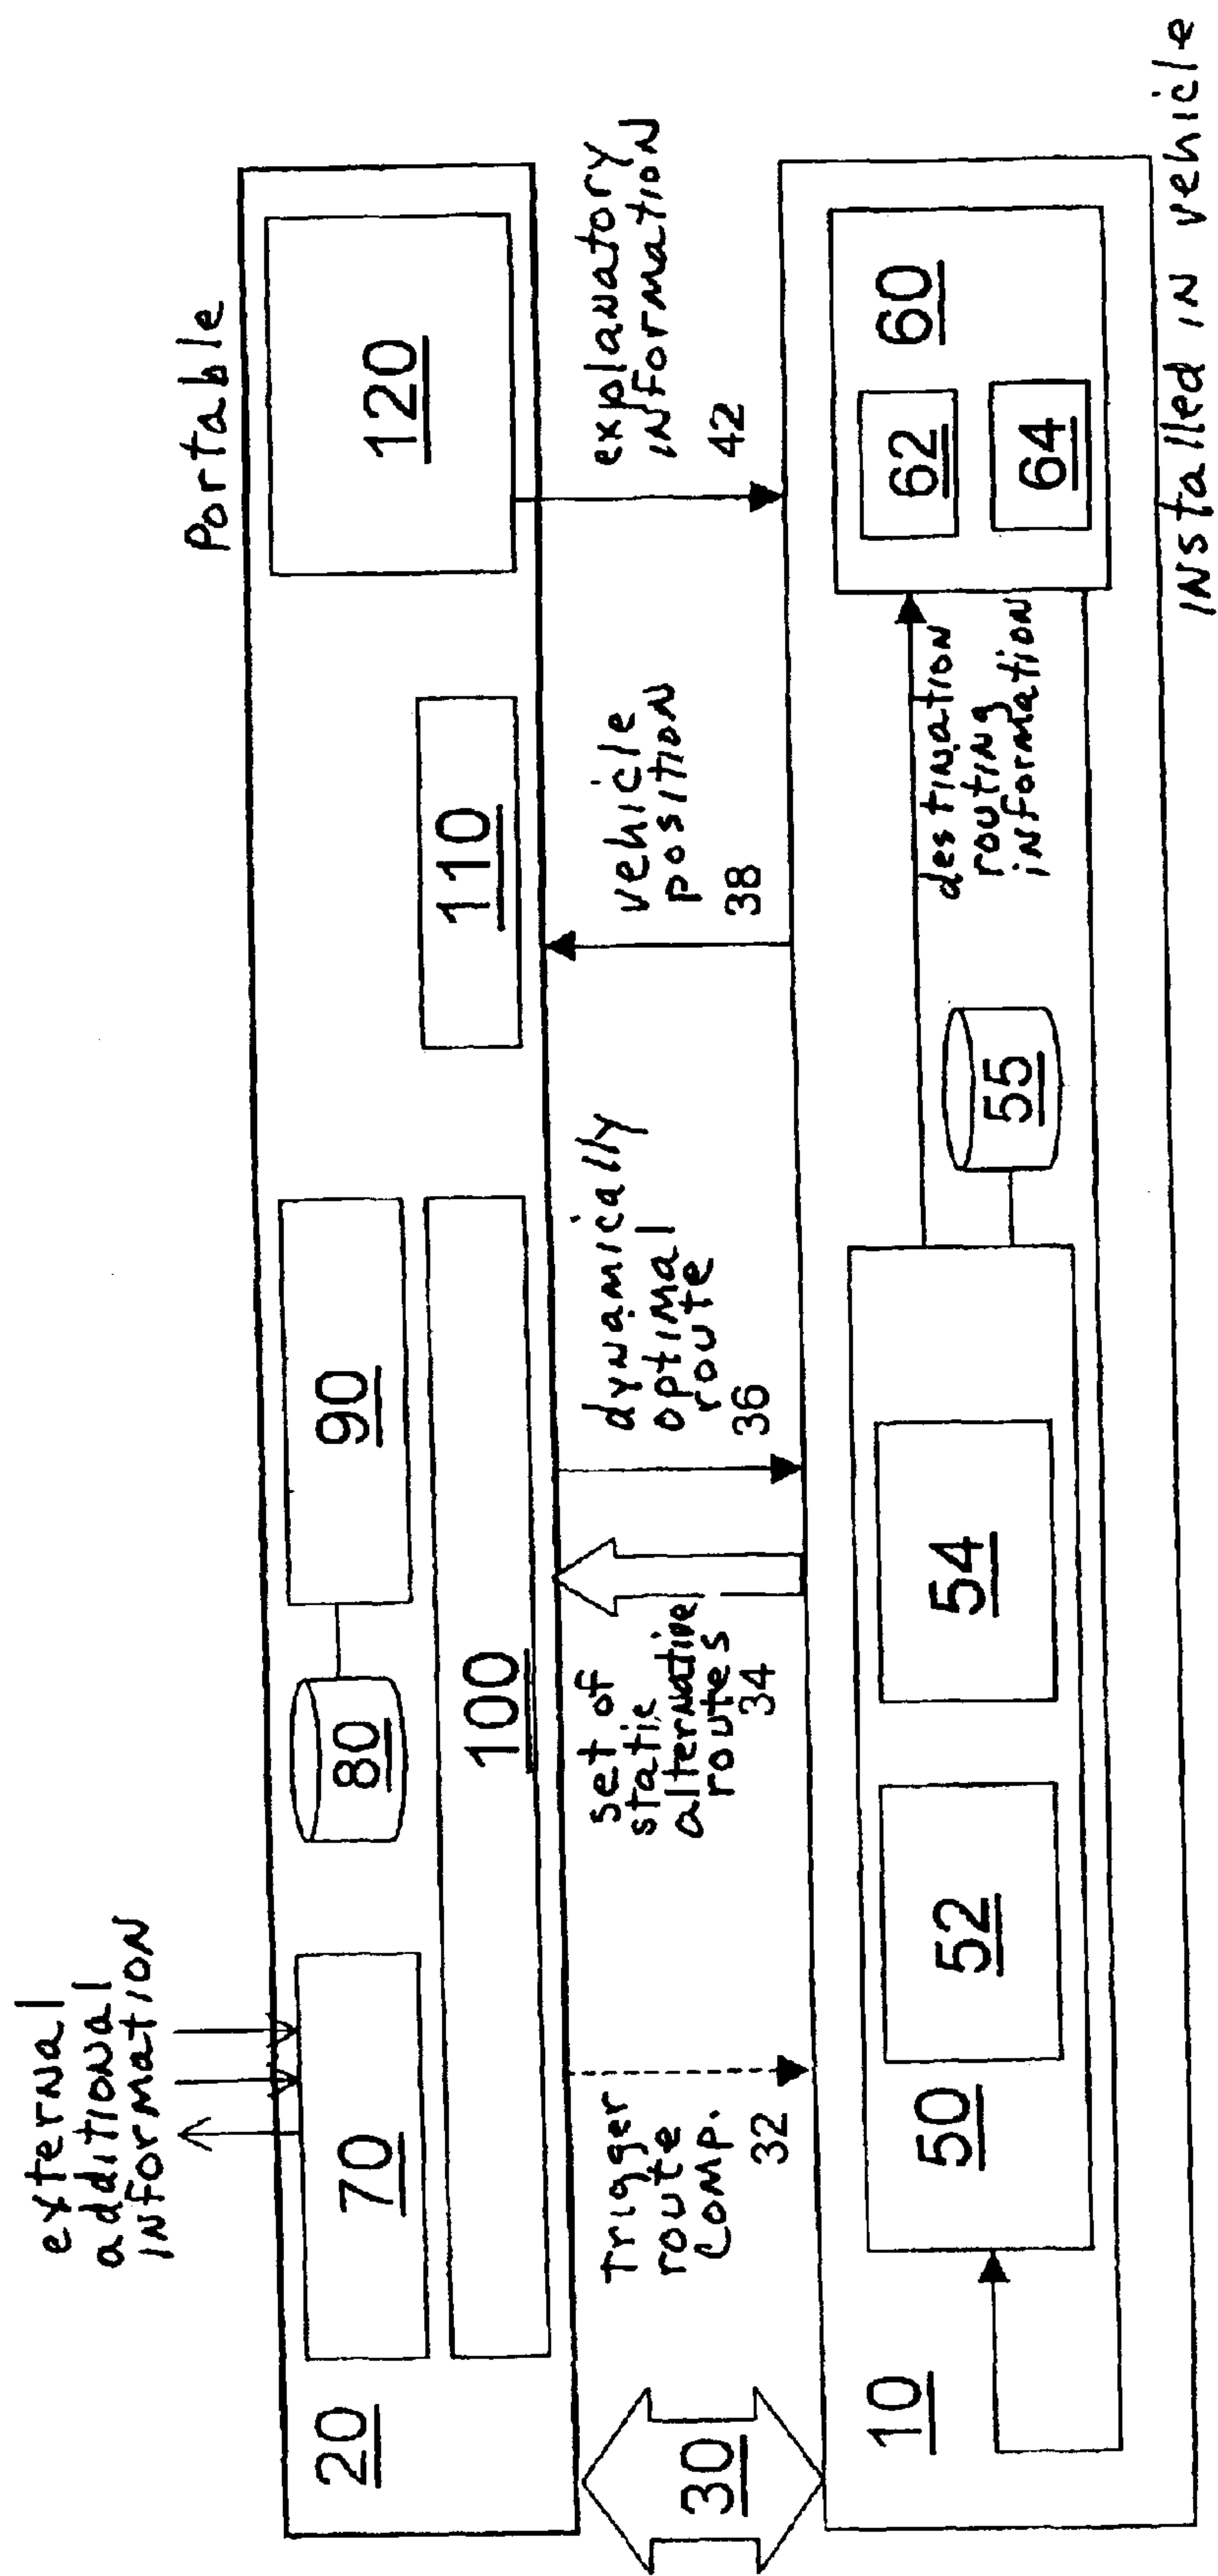 external
additional
information
Portable
20
70
80
90
100
110
120
30
Trigger
route
Comp.
32
set of
static
alternative
routes
34
dynamically
optimal
route
36
vehicle
position
38
explanatory
information
42
10
50
52
54
55
destination
routing
information
60
62
64
Installed in vehicle